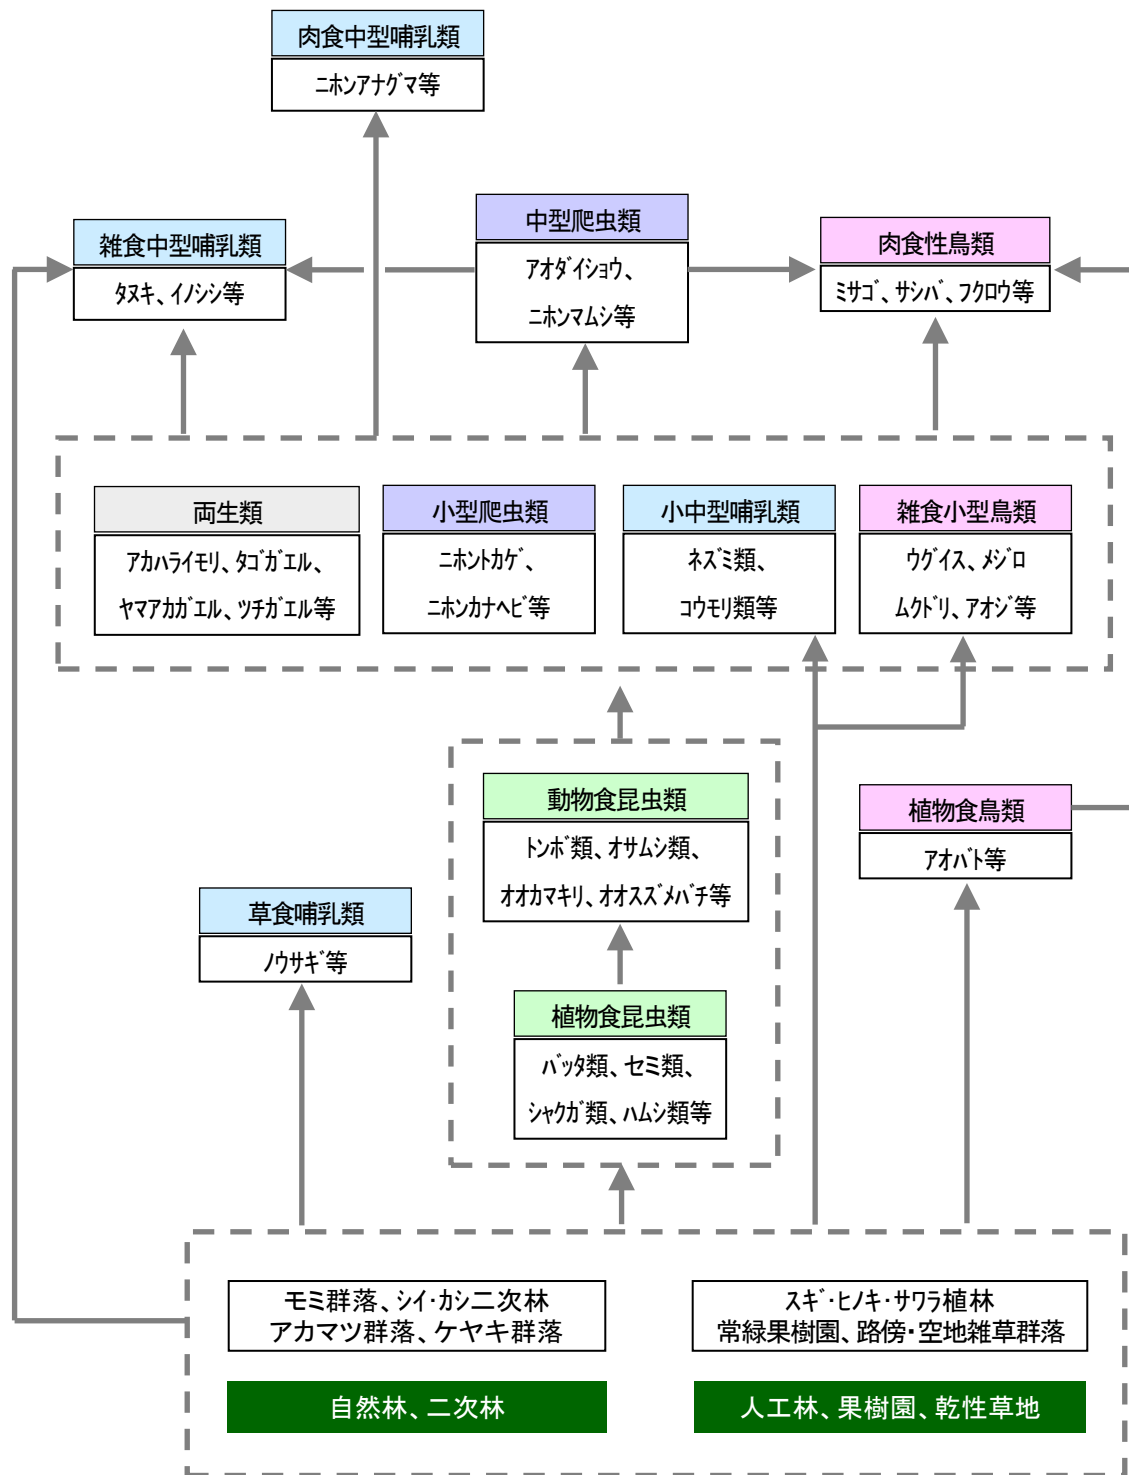 肉食中型哺乳類
ﾆﾎﾝアナグマ等
雑食中型哺乳類
ﾀﾇｷ、ｲﾉｼｼ等
中型爬虫類
ｱｵﾀﾞｲｼｮｳ、
ﾆﾎﾝﾏﾑｼ等
肉食性鳥類
ﾐｻｺﾞ、ｻｼﾊﾞ、ﾌｸﾛｳ等
両生類
ｱｶﾊﾗｲﾓﾘ、ﾀｺﾞｶﾞｴﾙ、
ﾔﾏｱｶｶﾞｴﾙ、ﾂﾁｶﾞｴﾙ等
小型爬虫類
ﾆﾎﾝﾄｶｹﾞ、
ﾆﾎﾝｶﾅﾍﾋﾞ等
小中型哺乳類
ﾈｽﾞﾐ類、
ｺｳﾓﾘ類等
雑食小型鳥類
ｳｸﾞｲｽ、ﾒｼﾞﾛ
ﾑｸﾄﾞﾘ、ｱｵｼﾞ等
動物食昆虫類
ﾄﾝﾎﾞ類、ｵｻﾑｼ類、
ｵｵｶﾏｷﾘ、ｵｵｽｽﾞﾒﾊﾞﾁ等
植物食鳥類
ｱｵﾊﾞﾄ等
草食哺乳類
ﾉｳｻｷﾞ等
植物食昆虫類
ﾊﾞｯﾀ類、セミ類、
ｼｬｸｶﾞ類、ﾊﾑｼ類等
モミ群落、ｼｲ・ｶｼ二次林
アカマツ群落、ケヤキ群落
ｽｷﾞ・ﾋﾉｷ・ｻﾜﾗ植林
常緑果樹園、路傍・空地雑草群落
自然林、二次林
人工林、果樹園、乾性草地